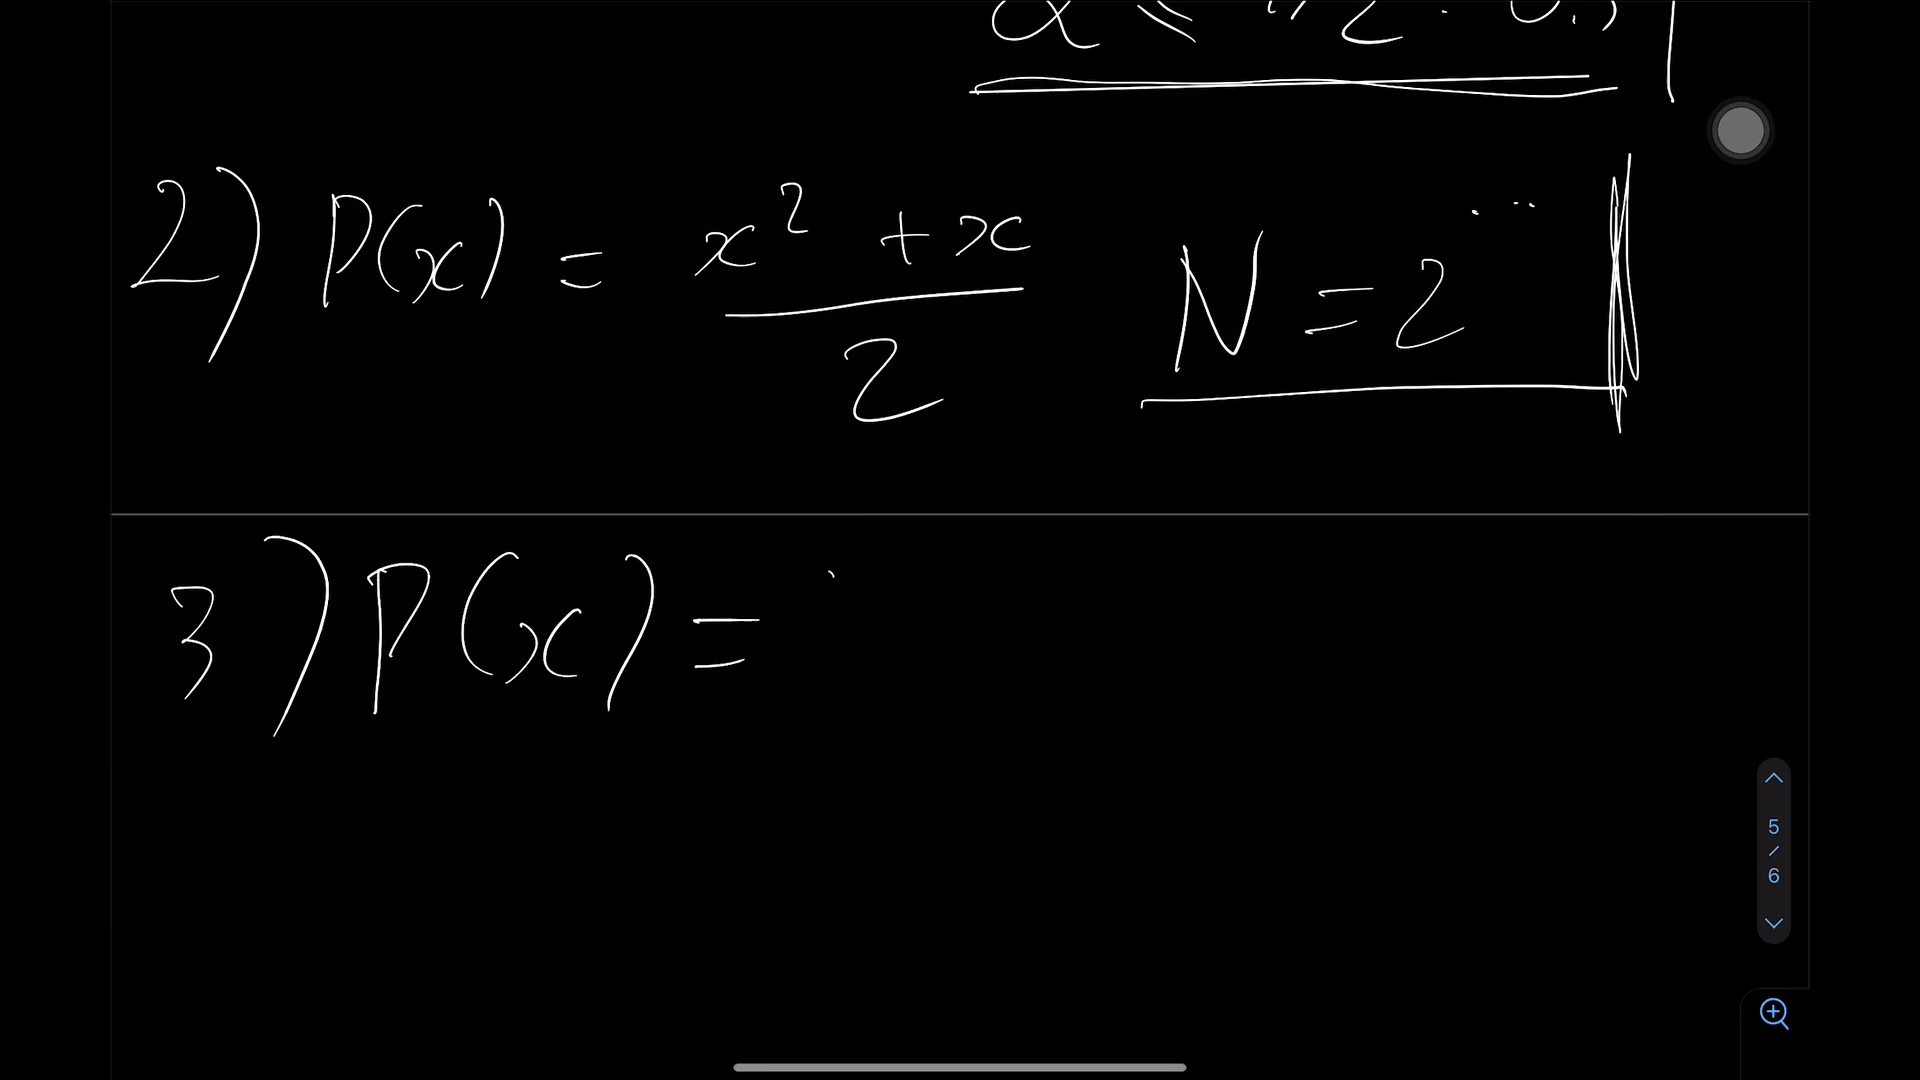 2) P(x) = x² + x / 2 N = 2
3) P(x) =
5 / 6